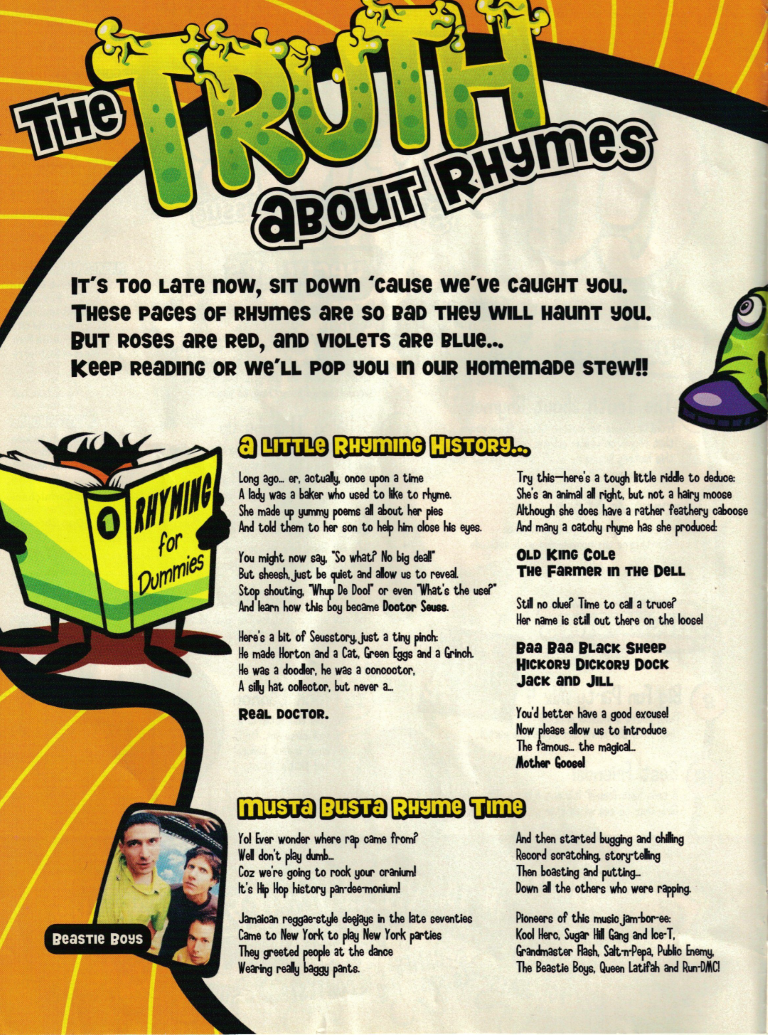 The TRUTH
about Rhymes
It's too late now, sit down 'cause we've caught you.
These pages of rhymes are so bad they will haunt you.
But roses are red, and violets are blue...
Keep reading or we'll pop you in our homemade stew!!
1
RHYMING
for
Dummies
a Little Rhyming History...
Long ago... er, actually, once upon a time
A lady was a baker who used to like to rhyme.
She made up yummy poems all about her pies
And told them to her son to help him close his eyes.
You might now say, "So what? No big deal!"
But sheesh, just be quiet and allow us to reveal.
Stop shouting, "Whup De Doo!" or even "What's the use?"
And learn how this boy became Doctor Seuss.
Here's a bit of Seusstory, just a tiny pinch:
He made Horton and a Cat, Green Eggs and a Grinch.
He was a doodler, he was a concoctor,
A silly hat collector, but never a...
Real Doctor.
Try this—here's a tough little riddle to deduce:
She's an animal all right, but not a hairy moose
Although she does have a rather feathery caboose
And many a catchy rhyme has she produced:
Old King Cole
The Farmer in the Dell
Still no clue? Time to call a truce?
Her name is still out there on the loose!
Baa Baa Black Sheep
Hickory Dickory Dock
Jack and Jill
You'd better have a good excuse!
Now please allow us to introduce
The famous... the magical...
Mother Goose!
Musta Busta Rhyme Time
Yo! Ever wonder where rap came from?
Well don't play dumb...
Coz we're going to rock your cranium!
It's Hip Hop history pan-dee-monium!
Jamaican reggae-style deejays in the late seventies
Came to New York to play New York parties
They greeted people at the dance
Wearing really baggy pants.
And then started bugging and chilling
Record scratching, story-telling
Then boasting and putting...
Down all the others who were rapping.
Pioneers of this music jam-bor-ee:
Kool Herc, Sugar Hill Gang and Ice-T,
Grandmaster Flash, Salt-n-Pepa, Public Enemy,
The Beastie Boys, Queen Latifah and Run-DMC!
Beastie Boys